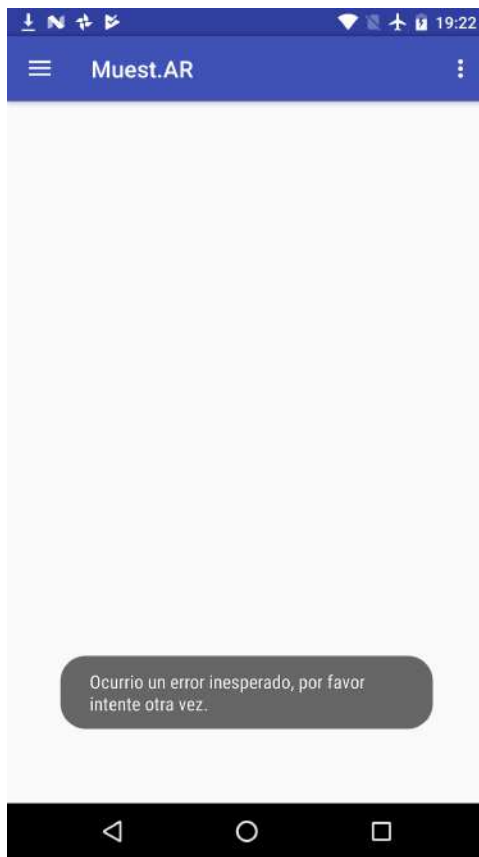 19:22
Muest.AR
Ocurrio un error inesperado, por favor
intente otra vez.